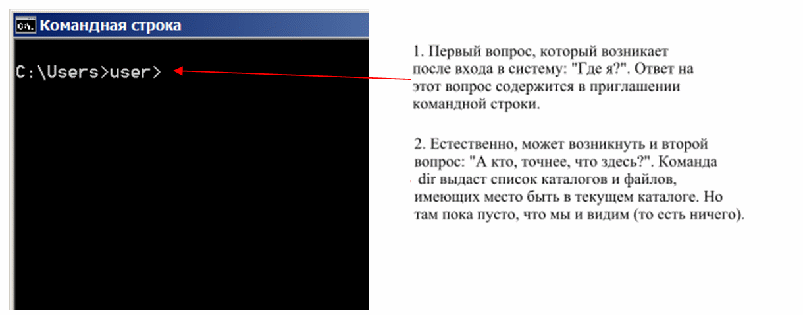 Командная строка
C:\Users>user>
1. Первый вопрос, который возникает
после входа в систему: "Где я?". Ответ на
этот вопрос содержится в приглашении
командной строки.
2. Естественно, может возникнуть и второй
вопрос: "А кто, точнее, что здесь?". Команда
dir выдаст список каталогов и файлов,
имеющих место быть в текущем каталоге. Но
там пока пусто, что мы и видим (то есть ничего).